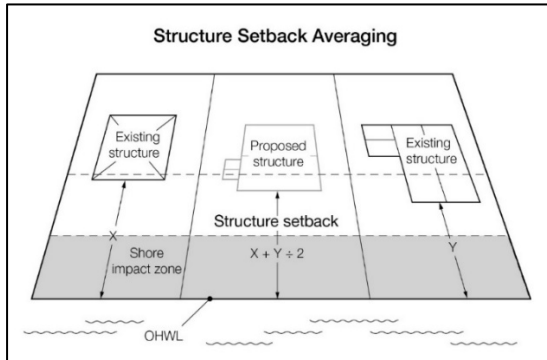 Structure Setback Averaging
Existing
structure
Proposed
structure
Existing
structure
Structure setback
X
Shore
impact zone
X + Y ÷ 2
Y
OHWL